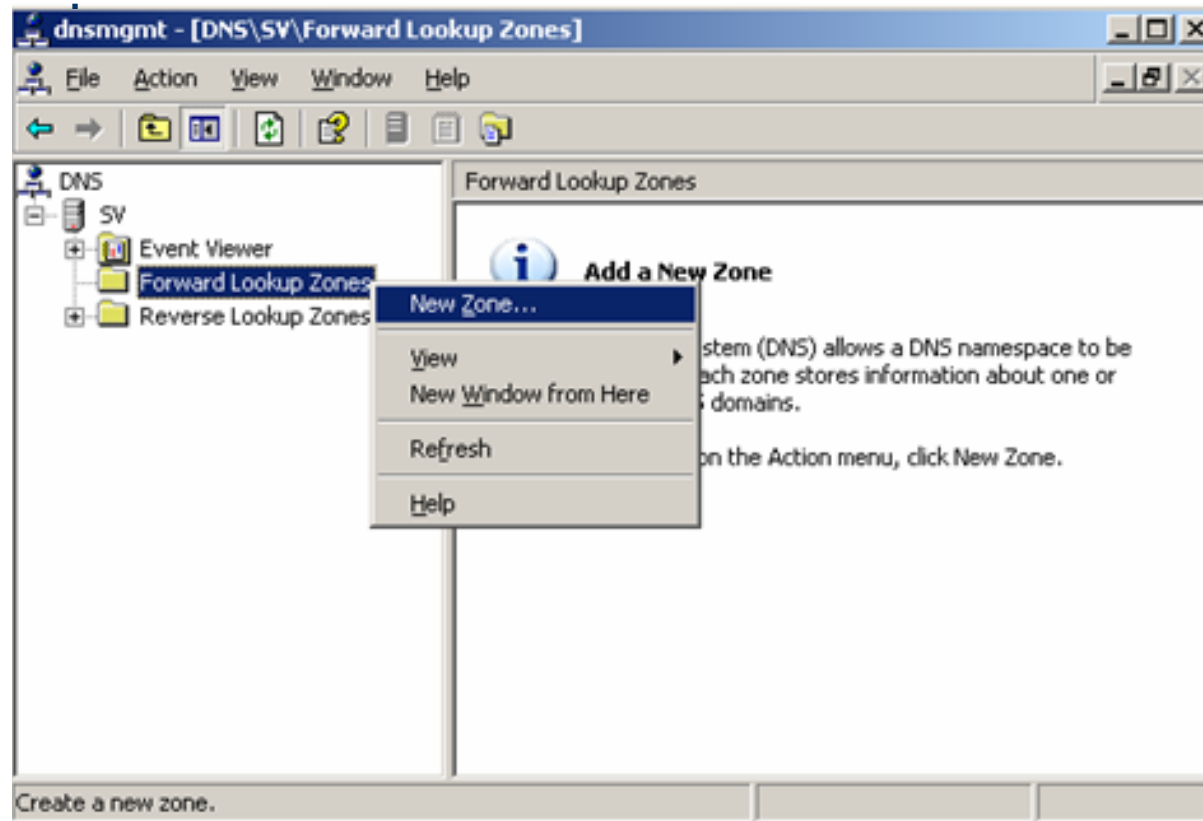 dnsmgmt - [DNS\SV\Forward Lookup Zones]
File Action View Window Help
DNS
SV
Event Viewer
Forward Lookup Zones
Reverse Lookup Zones
Forward Lookup Zones
Add a New Zone
New Zone...
View
New Window from Here
Refresh
Help
stem (DNS) allows a DNS namespace to be
ach zone stores information about one or
domains.
on the Action menu, click New Zone.
Create a new zone.